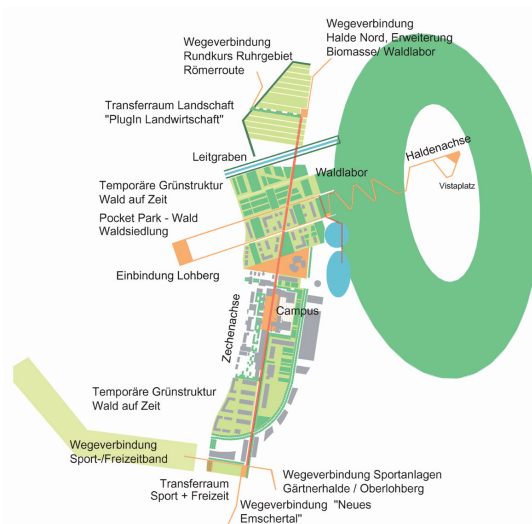 Wegeverbindung
Rundkurs Ruhrgebiet
Römerroute
Wegeverbindung
Halde Nord, Erweiterung
Biomasse/ Waldlabor
Transferraum Landschaft
"PlugIn Landwirtschaft"
Leitgraben
Haldenachse
Waldlabor
Vistaplatz
Temporäre Grünstruktur
Wald auf Zeit
Pocket Park - Wald
Waldsiedlung
Einbindung Lohberg
Zechenachse
Campus
Temporäre Grünstruktur
Wald auf Zeit
Wegeverbindung
Sport-/Freizeitband
Transferraum
Sport + Freizeit
Wegeverbindung Sportanlagen
Gärtnerhalde / Oberlohberg
Wegeverbindung "Neues
Emschertal"